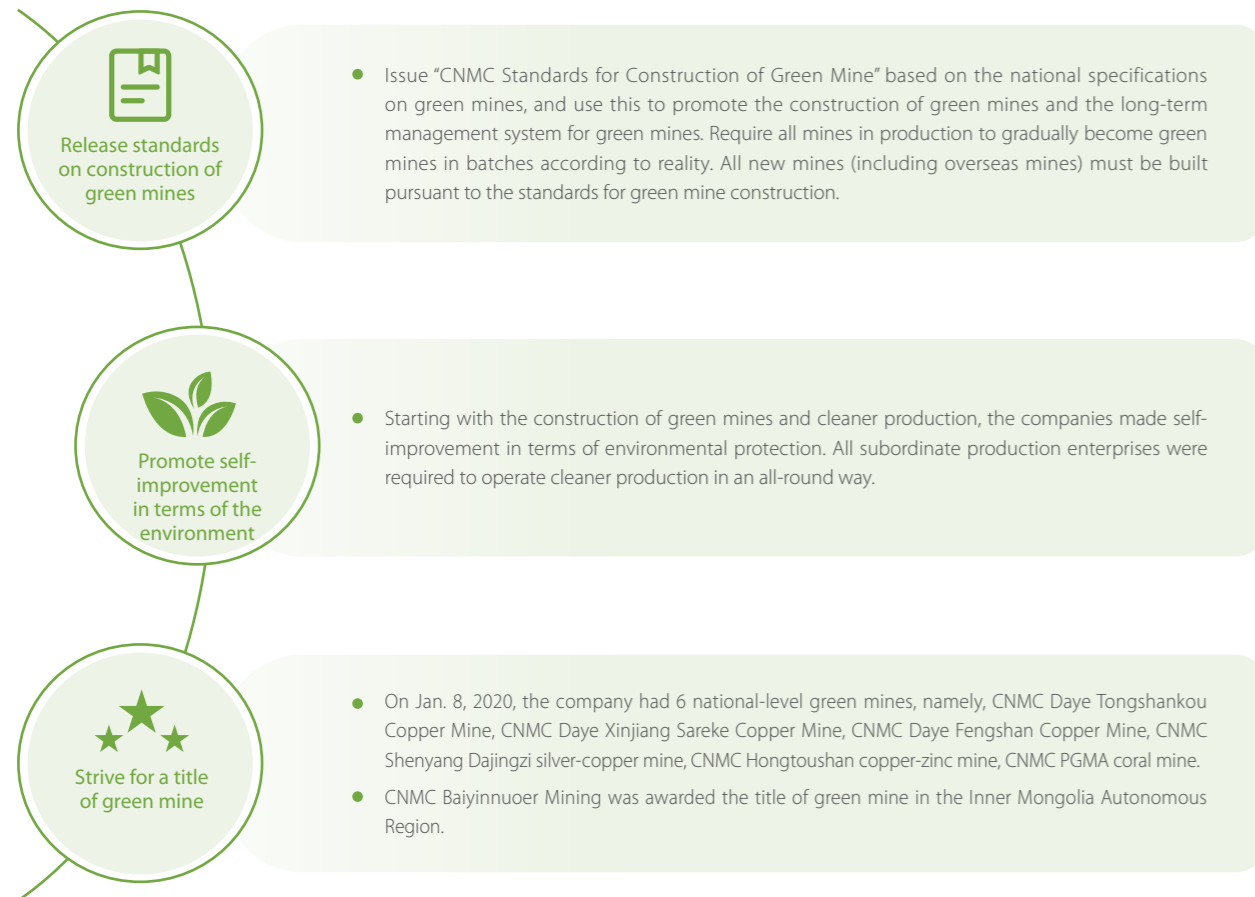 Release standards
on construction of
green mines
● Issue “CNMC Standards for Construction of Green Mine” based on the national specifications
on green mines, and use this to promote the construction of green mines and the long-term
management system for green mines. Require all mines in production to gradually become green
mines in batches according to reality. All new mines (including overseas mines) must be built
pursuant to the standards for green mine construction.
Promote self-
improvement
in terms of the
environment
● Starting with the construction of green mines and cleaner production, the companies made self-
improvement in terms of environmental protection. All subordinate production enterprises were
required to operate cleaner production in an all-round way.
Strive for a title
of green mine
● On Jan. 8, 2020, the company had 6 national-level green mines, namely, CNMC Daye Tongshankou
Copper Mine, CNMC Daye Xinjiang Sareke Copper Mine, CNMC Daye Fengshan Copper Mine, CNMC
Shenyang Dajingzi silver-copper mine, CNMC Hongtoushan copper-zinc mine, CNMC PGMA coral mine.
● CNMC Baiyinnuoer Mining was awarded the title of green mine in the Inner Mongolia Autonomous
Region.